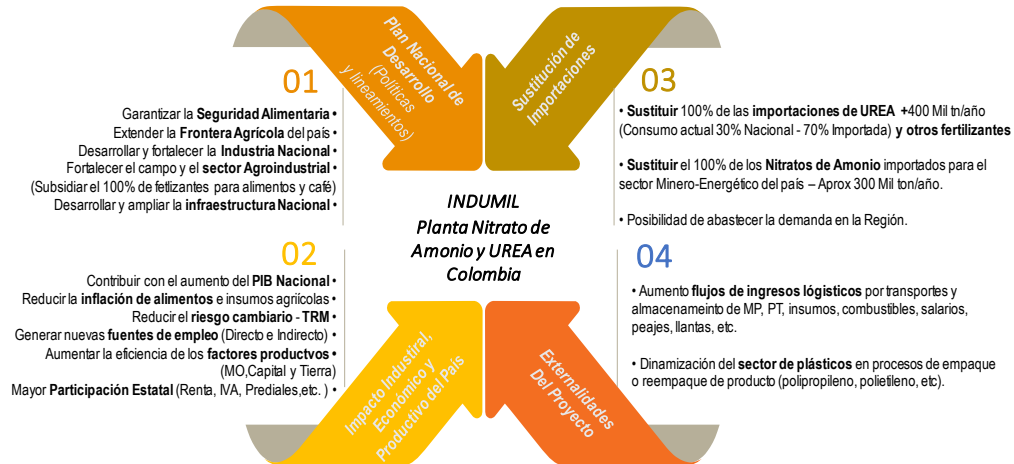 Plan Nacional de
Desarrollo
(Políticas
y lineamientos)
Sustitución de
Importaciones
01
Garantizar la Seguridad Alimentaria •
Extender la Frontera Agrícola del país •
Desarrollar y fortalecer la Industria Nacional •
Fortalecer el campo y el sector Agroindustrial •
(Subsidiar el 100% de fetlizantes para alimentos y café)
Desarrollar y ampliar la infraestructura Nacional •
03
• Sustituir 100% de las importaciones de UREA +400 Mil tn/año
(Consumo actual 30% Nacional - 70% Importada) y otros fertilizantes
• Sustituir el 100% de los Nitratos de Amonio importados para el
sector Minero-Energético del país – Aprox 300 Mil ton/año.
• Posibilidad de abastecer la demanda en la Región.
INDUMIL
Planta Nitrato de
Amonio y UREA en
Colombia
02
Contribuir con el aumento del PIB Nacional •
Reducir la inflación de alimentos e insumos agrícolas •
Reducir el riesgo cambiario - TRM •
Generar nuevas fuentes de empleo (Directo e Indirecto) •
Aumentar la eficiencia de los factores productvos •
(MO,Capital y Tierra)
Mayor Participación Estatal (Renta, IVA, Prediales,etc. ) •
04
• Aumento flujos de ingresos lógisticos por transportes y
almacenameinto de MP, PT, insumos, combustibles, salarios,
peajes, llantas, etc.
• Dinamización del sector de plásticos en procesos de empaque
o reempaque de producto (polipropileno, polietileno, etc).
Impacto Industiral,
Económico y
Productivo del País
Externalidades
Del Proyecto